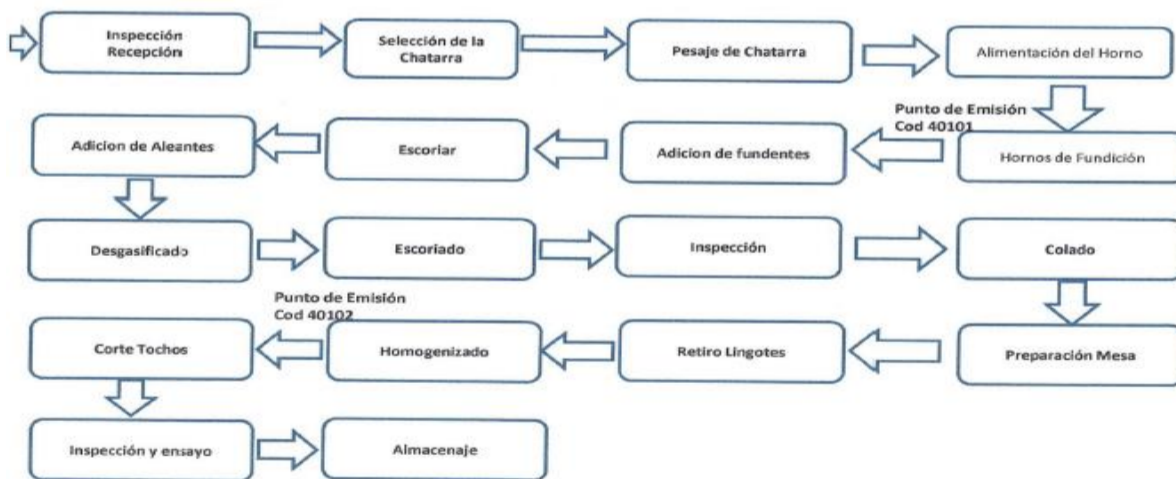 Inspección
Recepción
Selección de la
Chatarra
Pesaje de Chatarra
Alimentación del Horno
Punto de Emisión
Cod 40101
Hornos de Fundición
Adicion de fundentes
Escoriar
Adicion de Aleantes
Desgasificado
Escoriado
Inspección
Colado
Preparación Mesa
Retiro Lingotes
Punto de Emisión
Cod 40102
Homogenizado
Corte Tochos
Inspección y ensayo
Almacenaje